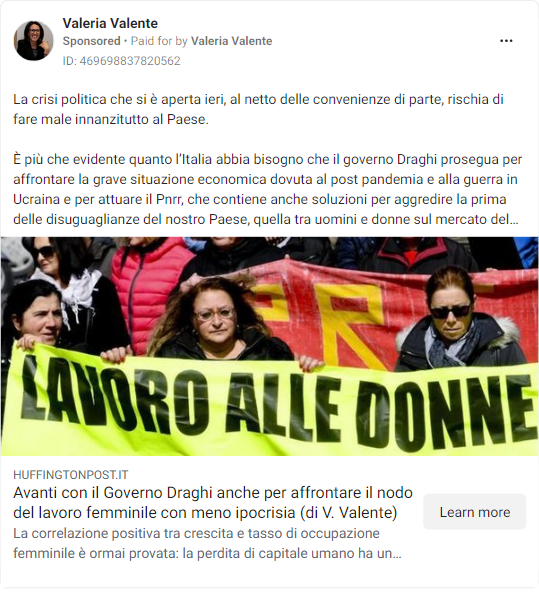 Valeria Valente
Sponsored • Paid for by Valeria Valente
ID: 469698837820562
La crisi politica che si è aperta ieri, al netto delle convenienze di parte, rischia di
fare male innanzitutto al Paese.
È più che evidente quanto l'Italia abbia bisogno che il governo Draghi prosegua per
affrontare la grave situazione economica dovuta al post pandemia e alla guerra in
Ucraina e per attuare il Pnrr, che contiene anche soluzioni per aggredire la prima
delle disuguaglianze del nostro Paese, quella tra uomini e donne sul mercato del...
PR
LAVORO ALLE DONNE
HUFFINGTONPOST.IT
Avanti con il Governo Draghi anche per affrontare il nodo
del lavoro femminile con meno ipocrisia (di V. Valente)
Learn more
La correlazione positiva tra crescita e tasso di occupazione
femminile è ormai provata: la perdita di capitale umano ha un...